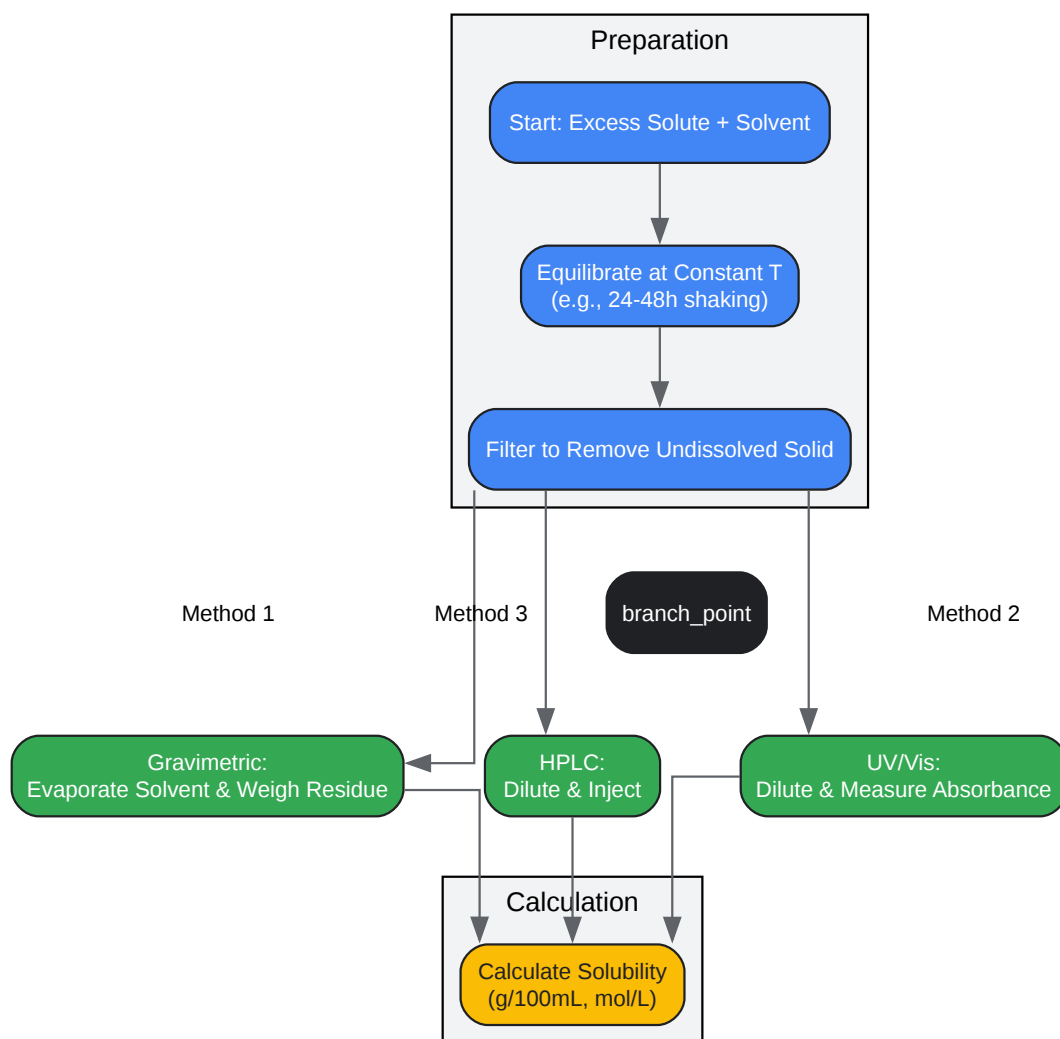 Preparation
Start: Excess Solute + Solvent
Equilibrate at Constant T
(e.g., 24-48h shaking)
Filter to Remove Undissolved Solid
Method 1
Method 3
branch_point
Method 2
Gravimetric:
Evaporate Solvent & Weigh Residue
HPLC:
Dilute & Inject
UV/Vis:
Dilute & Measure Absorbance
Calculation
Calculate Solubility
(g/100mL, mol/L)